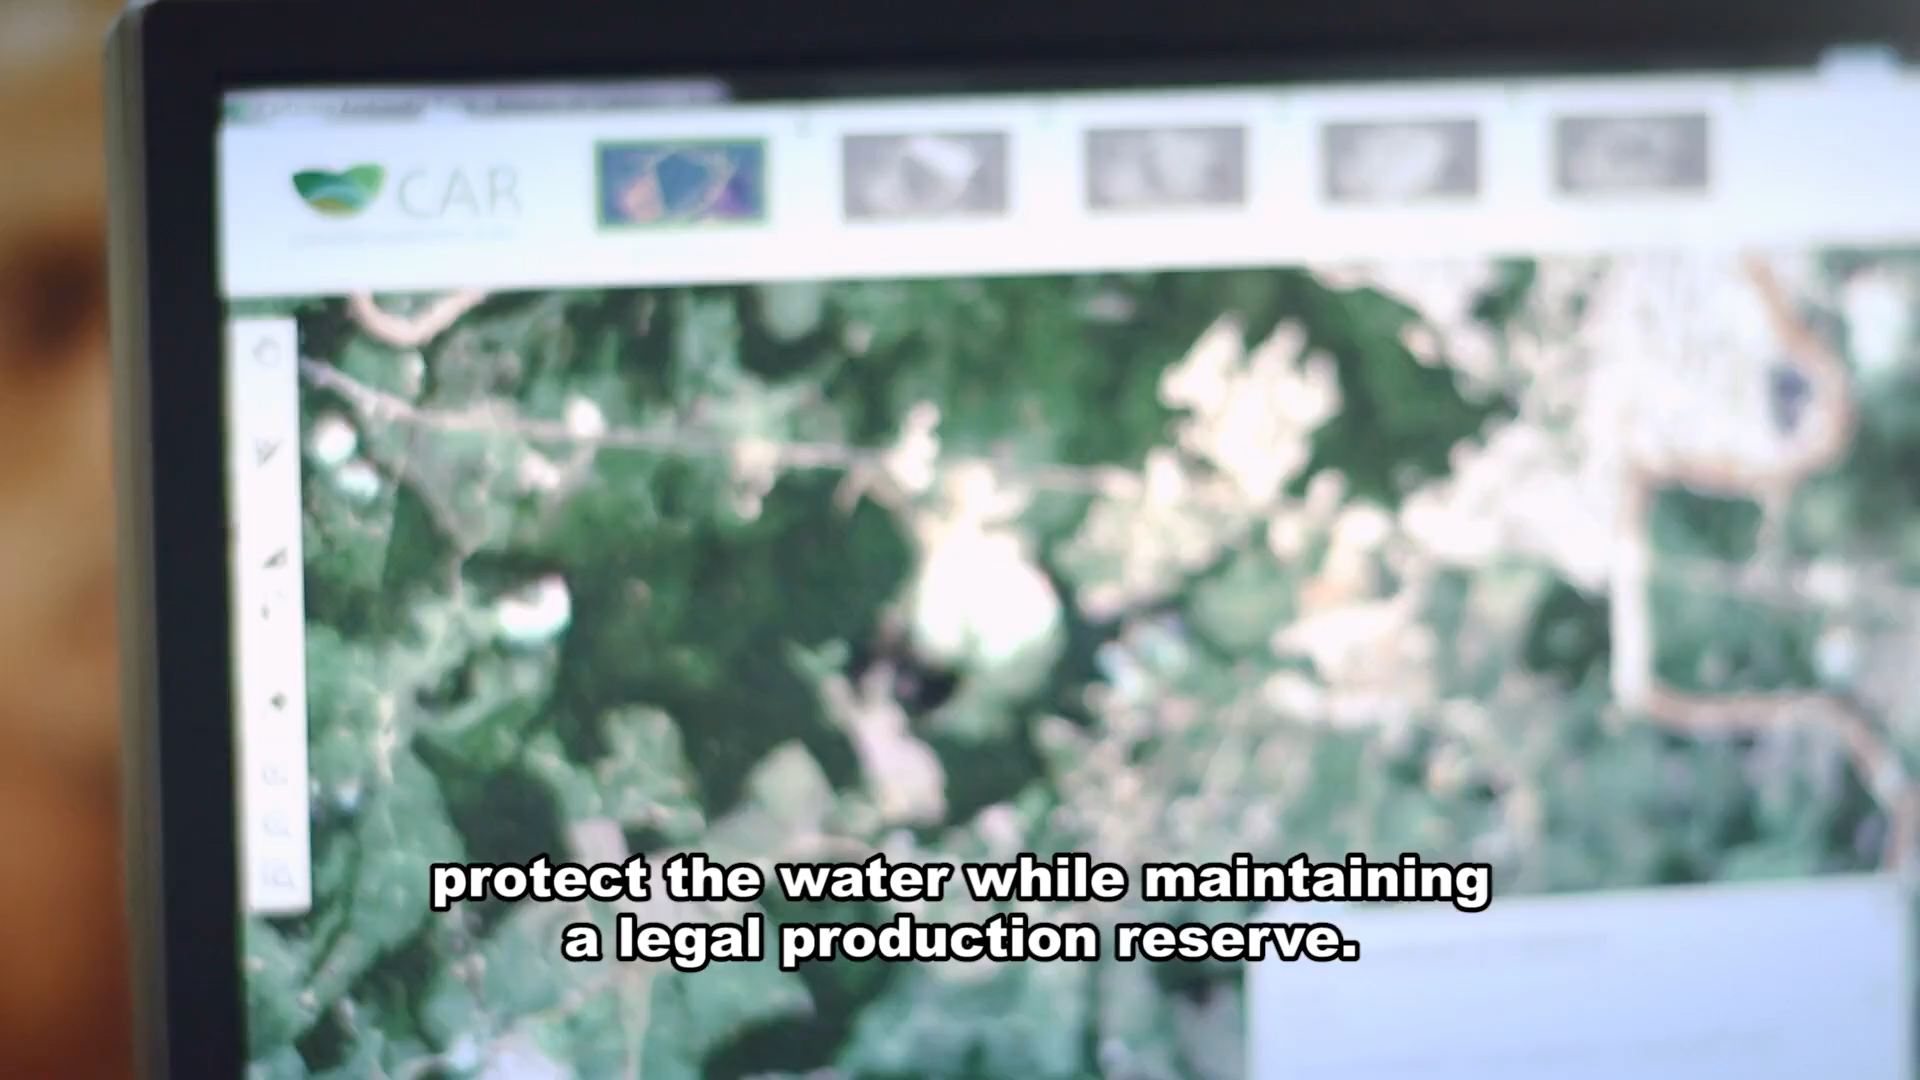 CAR
protect the water while maintaining
a legal production reserve.